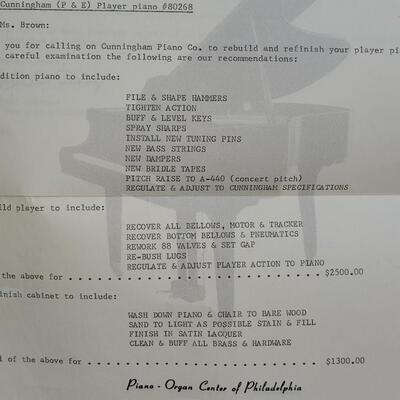 Cunningham (P & E) Player piano #80268
Ms. Brown:
you for calling on Cunningham Piano Co. to rebuild and refinish your player pi
careful examination the following are our recommendations:
dition piano to include:
FILE & SHAPE HAMMERS
TIGHTEN ACTION
BUFF & LEVEL KEYS
SPRAY SHARPS
INSTALL NEW TUNING PINS
NEW BASS STRINGS
NEW DAMPERS
NEW BRIDLE TAPES
PITCH RAISE TO A-440 (concert pitch)
REGULATE & ADJUST TO CUNNINGHAM SPECIFICATIONS
ld player to include:
RECOVER ALL BELLOWS, MOTOR & TRACKER
RECOVER BOTTOM BELLOWS & PNEUMATICS
REWORK 88 VALVES & SET GAP
RE-BUSH LUGS
REGULATE & ADJUST PLAYER ACTION TO PIANO
the above for . . . . . . . . . . . . . . . . . . . . . . . . . . . $2500.00
inish cabinet to include:
WASH DOWN PIANO & CHAIR TO BARE WOOD
SAND TO LIGHT AS POSSIBLE STAIN & FILL
FINISH IN SATIN LACQUER
CLEAN & BUFF ALL BRASS & HARDWARE
l of the above for . . . . . . . . . . . . . . . . . . . . . . . . . $1300.00
Piano - Organ Center of Philadelphia